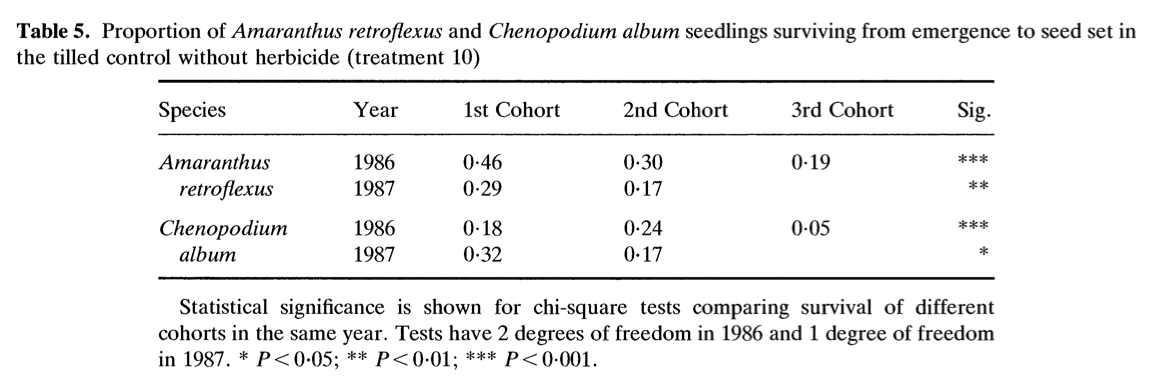 Table 5. Proportion of Amaranthus retroflexus and Chenopodium album seedlings surviving from emergence to seed set in
the tilled control without herbicide (treatment 10)
Species Year 1st Cohort 2nd Cohort 3rd Cohort Sig.
Amaranthus 1986 0·46 0·30 0·19 ***
retroflexus 1987 0·29 0·17 **
Chenopodium 1986 0·18 0·24 0·05 ***
album 1987 0·32 0·17 *
Statistical significance is shown for chi-square tests comparing survival of different
cohorts in the same year. Tests have 2 degrees of freedom in 1986 and 1 degree of freedom
in 1987. * P<0·05; ** P<0·01; *** P<0·001.